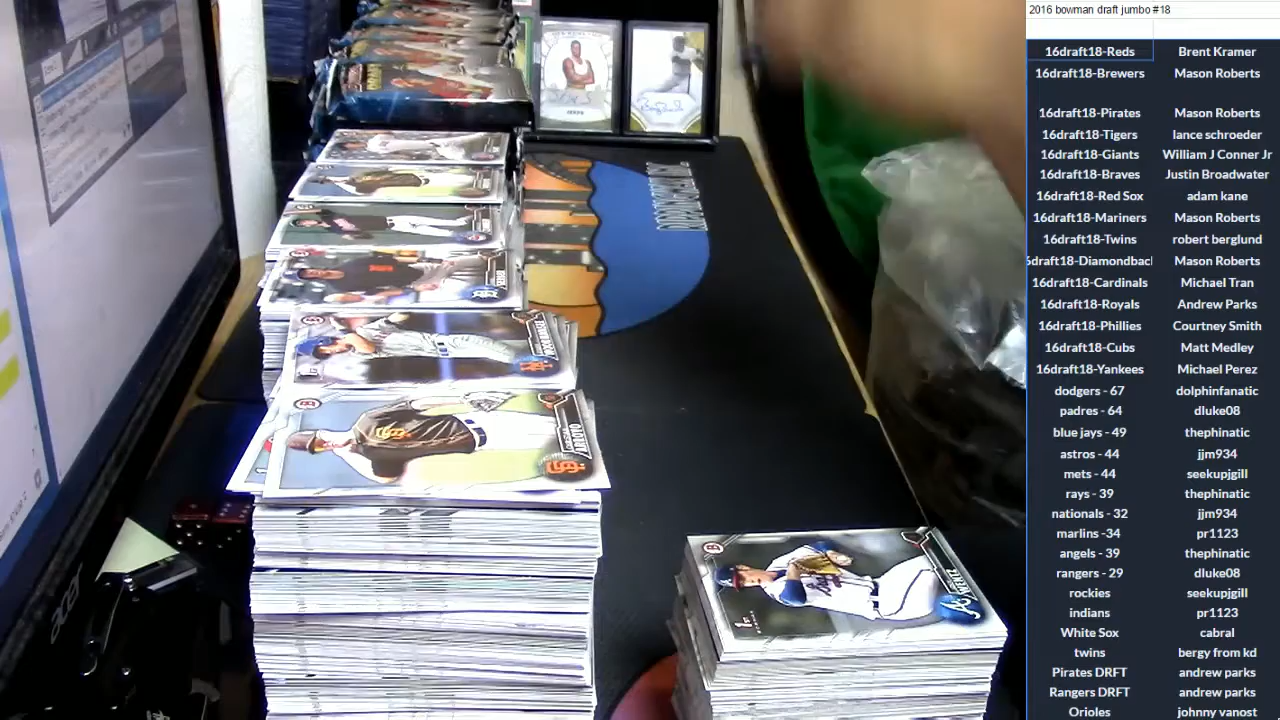 2016 bowman draft jumbo #18
16draft18-Reds Brent Kramer
16draft18-Brewers Mason Roberts
16draft18-Pirates Mason Roberts
16draft18-Tigers lance schroeder
16draft18-Giants William J Conner Jr
16draft18-Braves Justin Broadwater
16draft18-Red Sox adam kane
16draft18-Mariners Mason Roberts
16draft18-Twins robert berglund
draft18-Diamondbacl Mason Roberts
16draft18-Cardinals Michael Tran
16draft18-Royals Andrew Parks
16draft18-Phillies Courtney Smith
16draft18-Cubs Matt Medley
16draft18-Yankees Michael Perez
dodgers - 67 dolphinfanatic
padres - 64 dluke08
blue jays - 49 thephinatic
astros - 44 jjm934
mets - 44 seekupjgill
rays - 39 thephinatic
nationals - 32 jjm934
marlins -34 pr1123
angels - 39 thephinatic
rangers - 29 dluke08
rockies seekupjgill
indians pr1123
White Sox cabral
twins bergy from kd
Pirates DRFT andrew parks
Rangers DRFT andrew parks
Orioles johnny vanost
ARROYO
WENTZ
acer